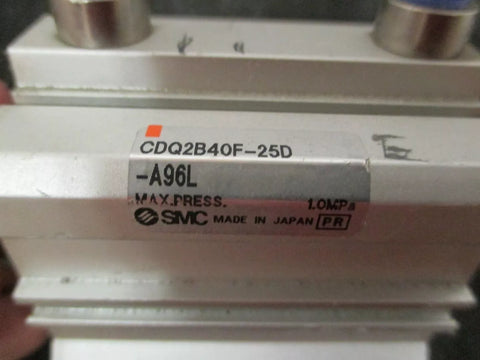 CDQ2B40F-25D
-A96L
MAX.PRESS. 1.0MPa
SMC MADE IN JAPAN PR